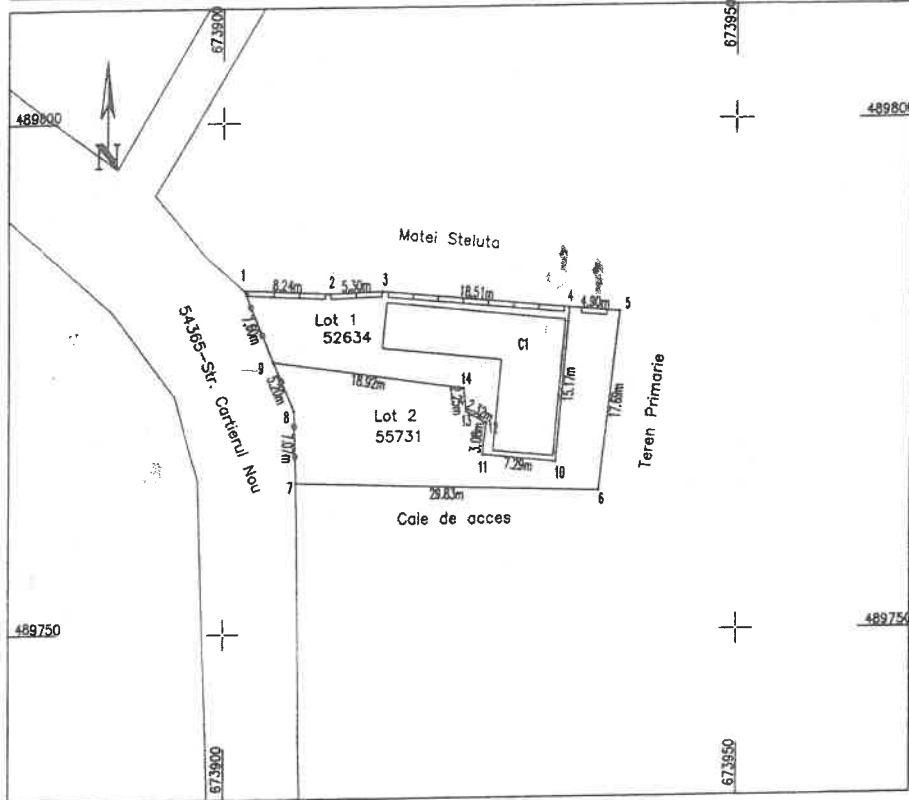 673900
673950
489800
489800
N
Matei Steluta
1
8.24m
2
5.30m
3
18.51m
4
4.90m
5
Lot 1
52634
C1
7.60m
54365-Str. Cartierul Nou
9
18.92m
14
5.20m
15.17m
17.69m
Teren Primarie
Lot 2
55731
8
3.08m
7.07m
11
7.29m
10
7
29.83m
6
Cale de acces
489750
489750
673900
673950